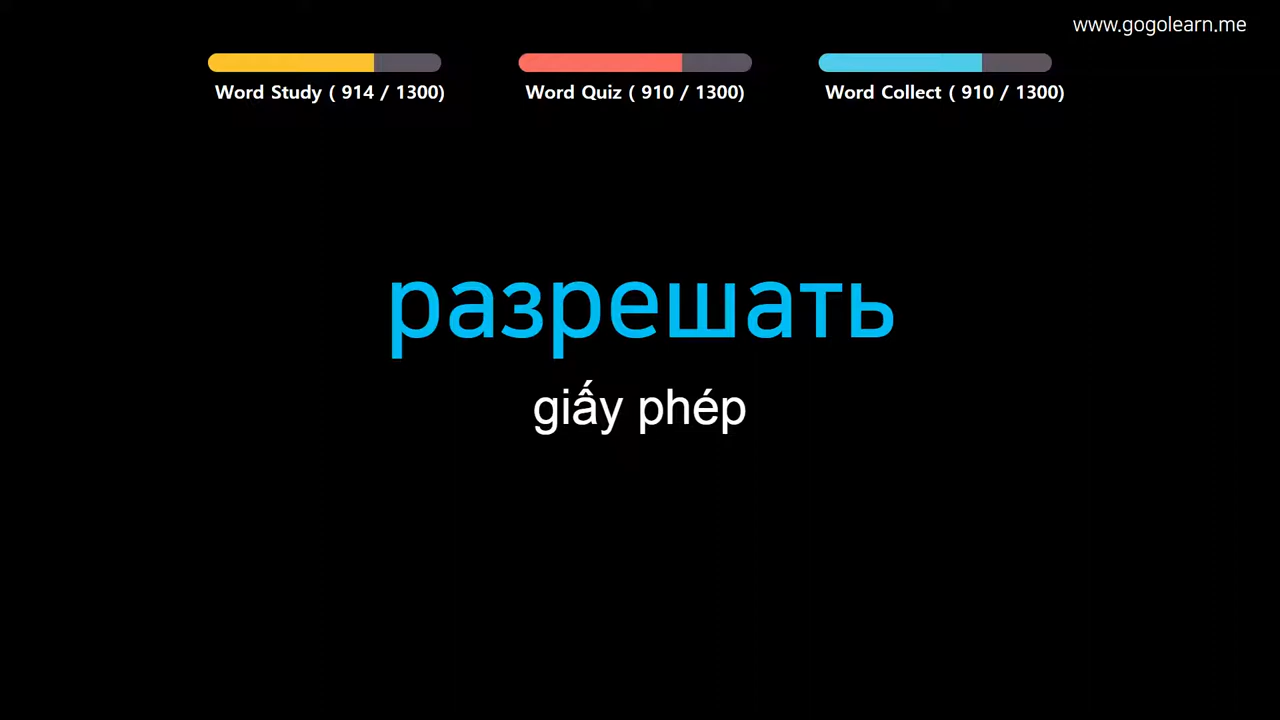 www.gogolearn.me
Word Study ( 914 / 1300)
Word Quiz ( 910 / 1300)
Word Collect ( 910 / 1300)
разрешать
giấy phép